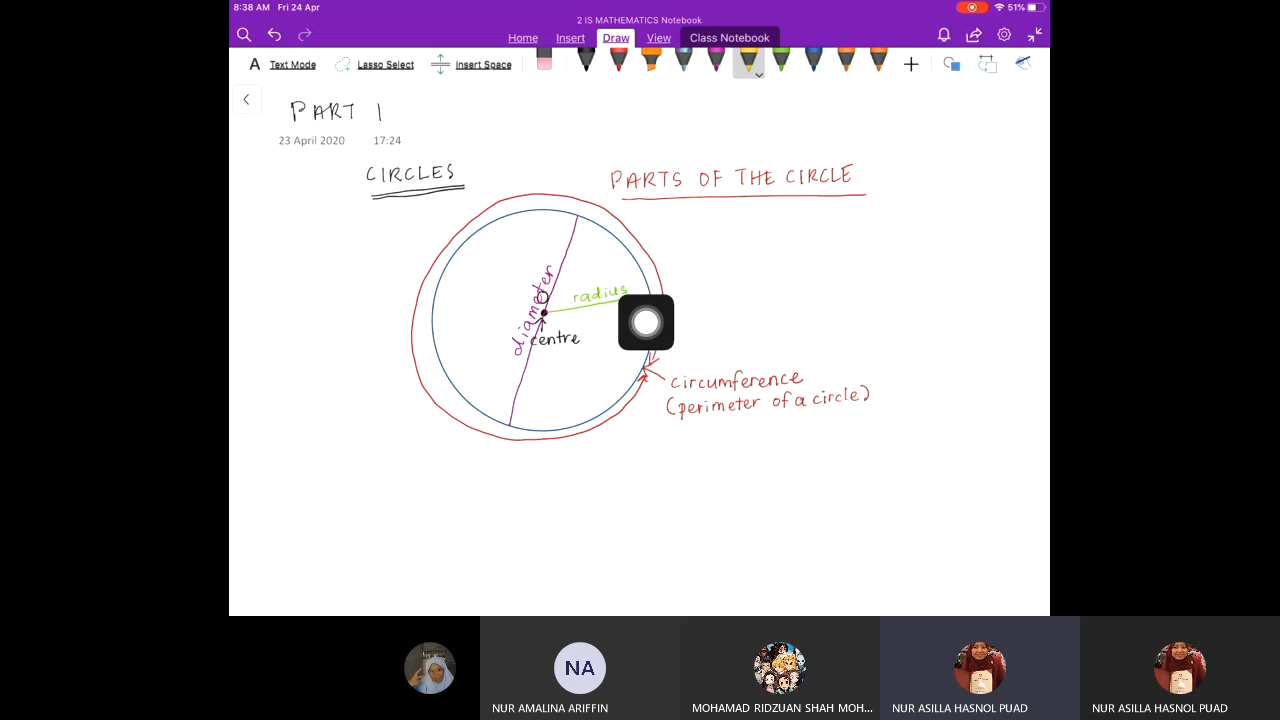 8:38 AM Fri 24 Apr
51%
2 IS MATHEMATICS Notebook
Home Insert Draw View Class Notebook
A Text Mode Lasso Select Insert Space
PART 1
23 April 2020 17:24
CIRCLES
PARTS OF THE CIRCLE
diameter
radius
centre
circumference
(perimeter of a circle)
NA
NUR AMALINA ARIFFIN
MOHAMAD RIDZUAN SHAH MOH...
NUR ASILLA HASNOL PUAD
NUR ASILLA HASNOL PUAD